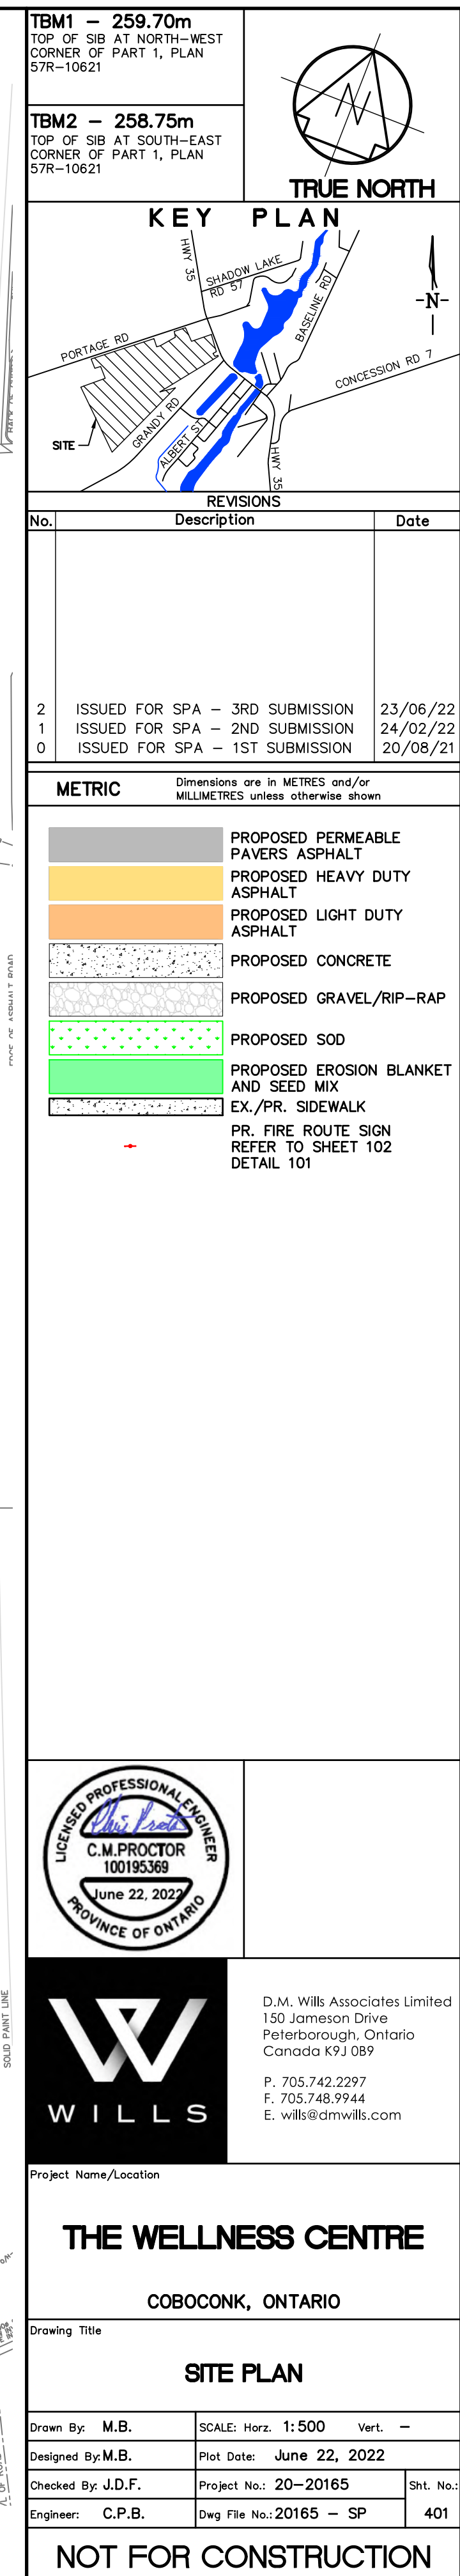 TBM1 – 259.70m
TOP OF SIB AT NORTH–WEST
CORNER OF PART 1, PLAN
57R–10621
TBM2 – 258.75m
TOP OF SIB AT SOUTH–EAST
CORNER OF PART 1, PLAN
57R–10621
N
TRUE NORTH
KEY PLAN
HWY 35
SHADOW LAKE
RD 57
BASELINE RD
–N–
PORTAGE RD
CONCESSION RD 7
GRANDY RD
ALBERT ST
SITE
HWY 35
REVISIONS
No. Description Date
2 ISSUED FOR SPA – 3RD SUBMISSION 23/06/22
1 ISSUED FOR SPA – 2ND SUBMISSION 24/02/22
0 ISSUED FOR SPA – 1ST SUBMISSION 20/08/21
METRIC
Dimensions are in METRES and/or
MILLIMETRES unless otherwise shown
PROPOSED PERMEABLE
PAVERS ASPHALT
PROPOSED HEAVY DUTY
ASPHALT
PROPOSED LIGHT DUTY
ASPHALT
PROPOSED CONCRETE
PROPOSED GRAVEL/RIP–RAP
PROPOSED SOD
PROPOSED EROSION BLANKET
AND SEED MIX
EX./PR. SIDEWALK
PR. FIRE ROUTE SIGN
REFER TO SHEET 102
DETAIL 101
EDGE OF ASPHALT ROAD
SOLID PAINT LINE
LICENSED PROFESSIONAL ENGINEER
C.M.PROCTOR
100195369
June 22, 2022
PROVINCE OF ONTARIO
WILLS
D.M. Wills Associates Limited
150 Jameson Drive
Peterborough, Ontario
Canada K9J 0B9
P. 705.742.2297
F. 705.748.9944
E. wills@dmwills.com
Project Name/Location
THE WELLNESS CENTRE
COBOCONK, ONTARIO
Drawing Title
SITE PLAN
Drawn By: M.B. SCALE: Horz. 1:500 Vert. –
Designed By: M.B. Plot Date: June 22, 2022
Checked By: J.D.F. Project No.: 20–20165 Sht. No.:
Engineer: C.P.B. Dwg File No.: 20165 – SP 401
NOT FOR CONSTRUCTION